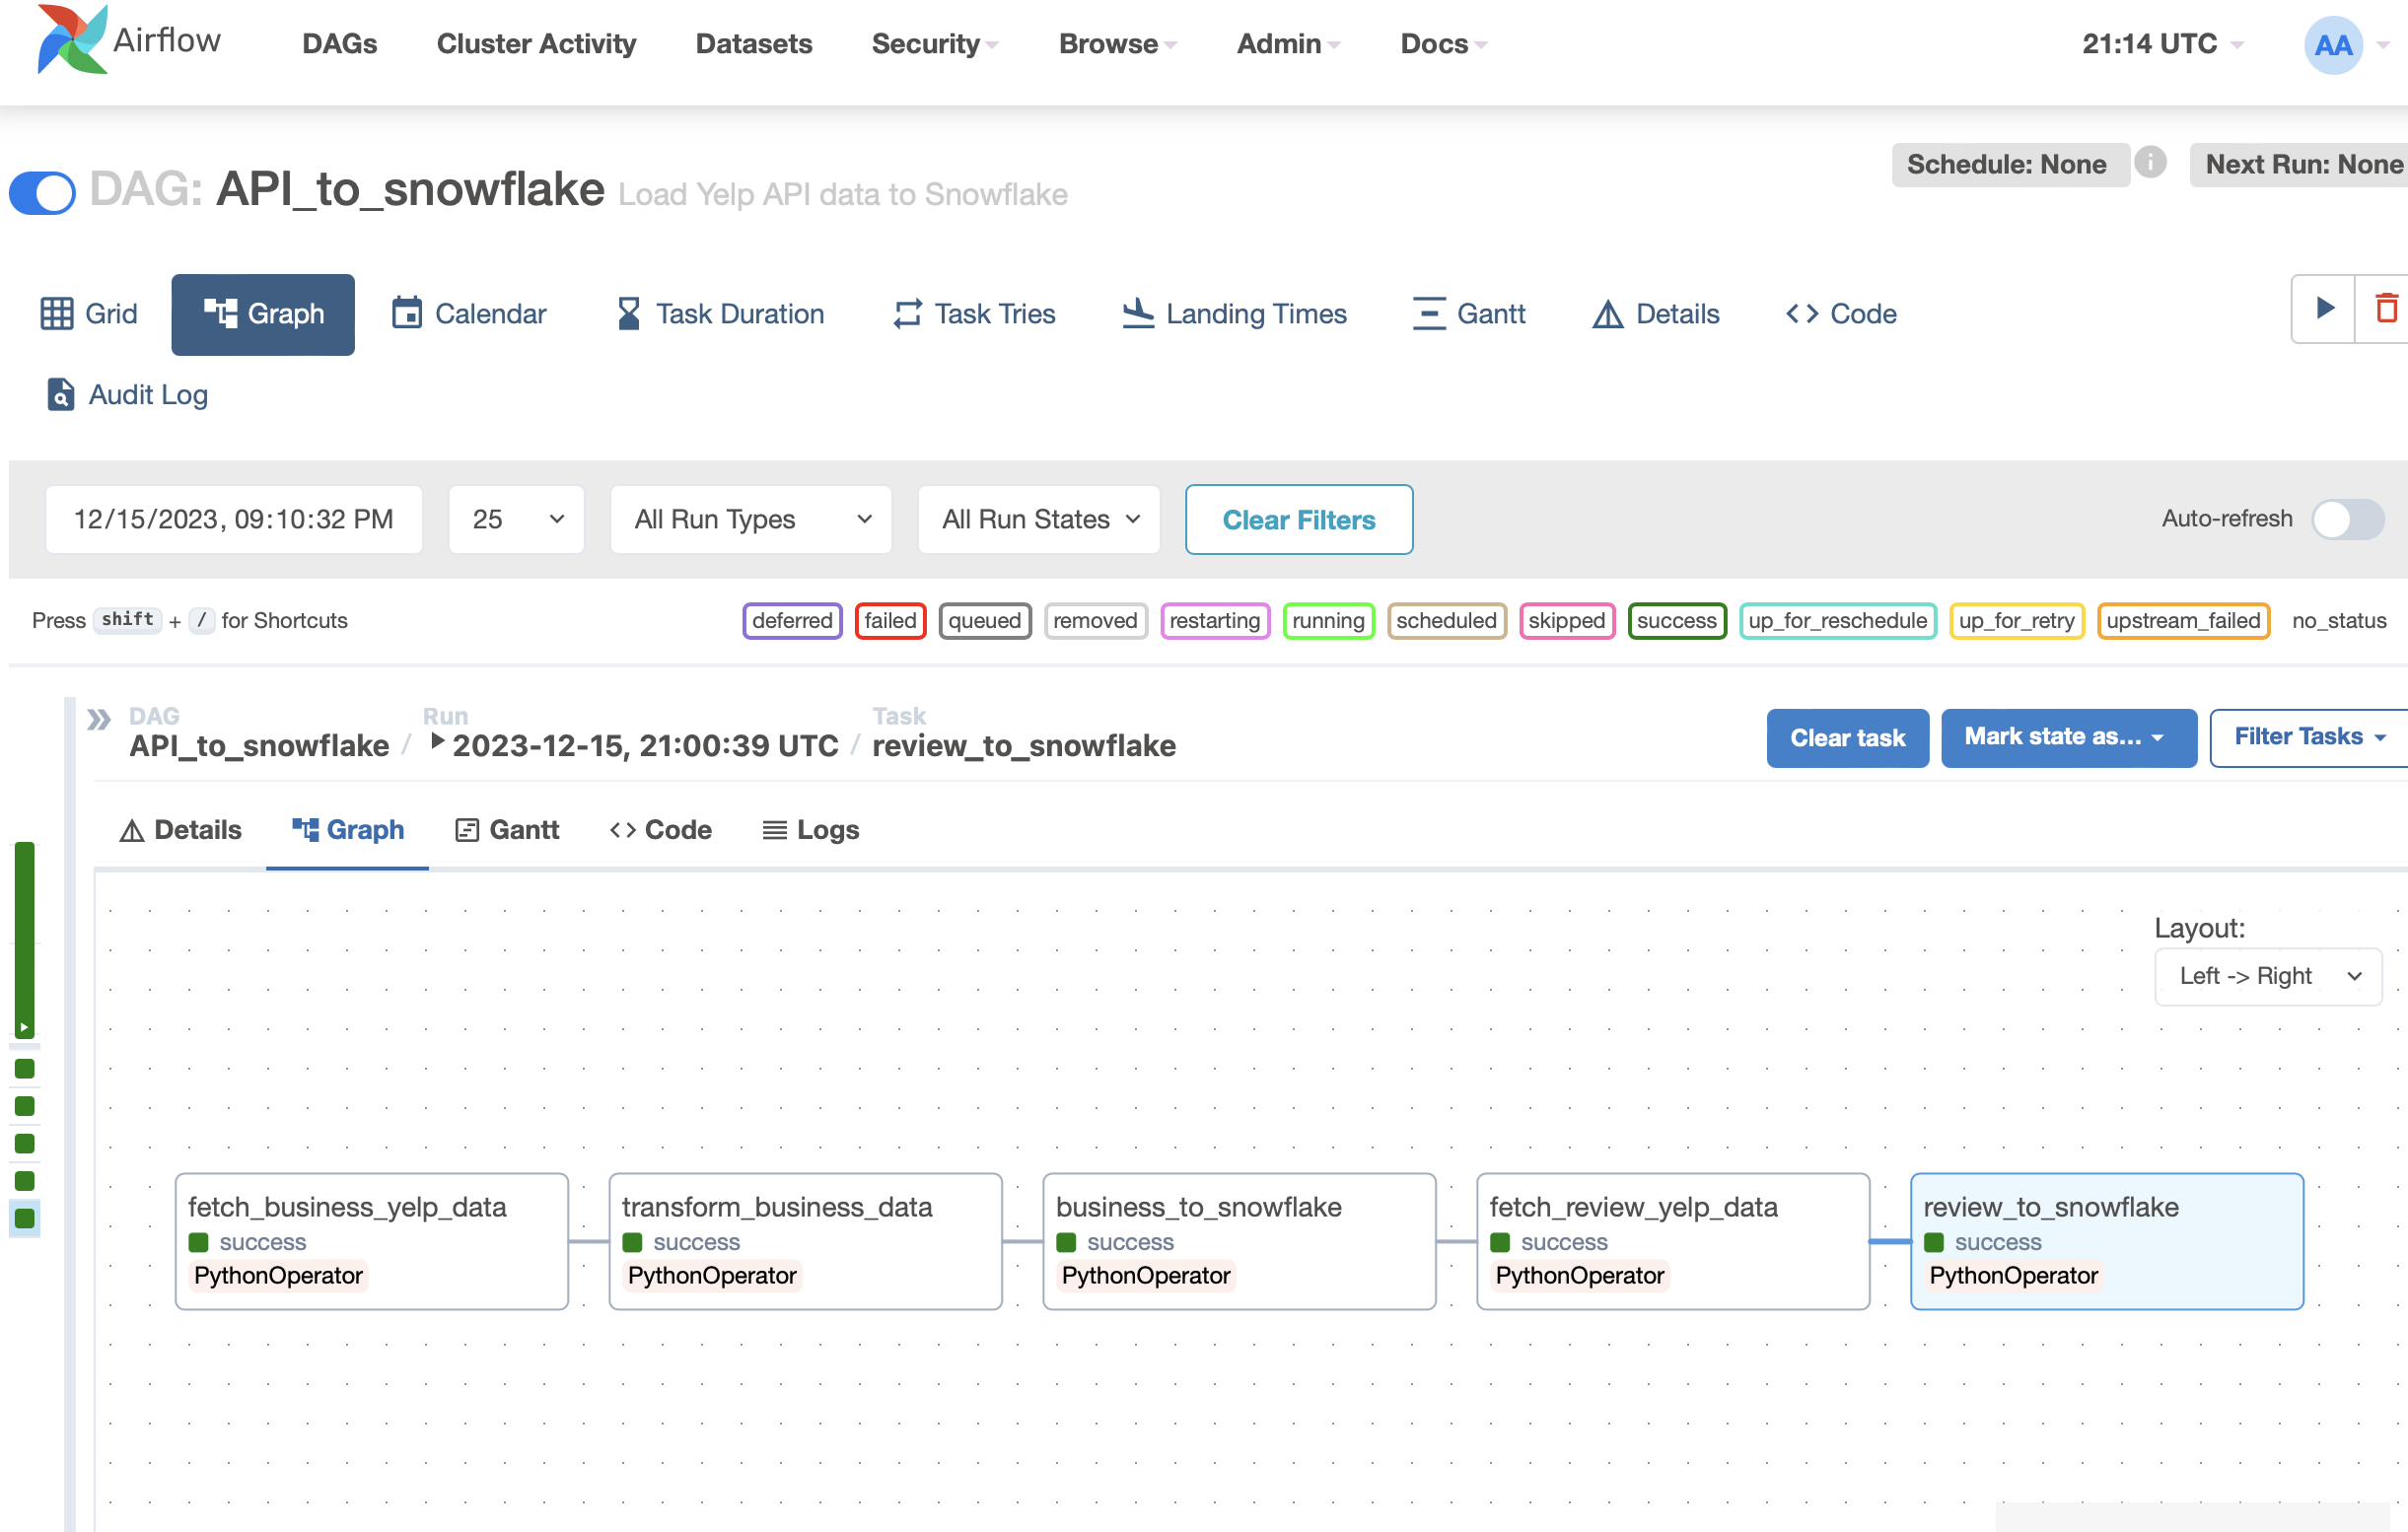 Airflow DAGs Cluster Activity Datasets Security Browse Admin Docs 21:14 UTC AA
Schedule: None Next Run: None
DAG: API_to_snowflake Load Yelp API data to Snowflake
Grid Graph Calendar Task Duration Task Tries Landing Times Gantt Details Code
Audit Log
12/15/2023, 09:10:32 PM 25 All Run Types All Run States Clear Filters Auto-refresh
Press shift + / for Shortcuts deferred failed queued removed restarting running scheduled skipped success up_for_reschedule up_for_retry upstream_failed no_status
DAG Run Task
API_to_snowflake / 2023-12-15, 21:00:39 UTC / review_to_snowflake Clear task Mark state as... Filter Tasks
Details Graph Gantt Code Logs
Layout:
Left -> Right
fetch_business_yelp_data transform_business_data business_to_snowflake fetch_review_yelp_data review_to_snowflake
success success success success success
PythonOperator PythonOperator PythonOperator PythonOperator PythonOperator